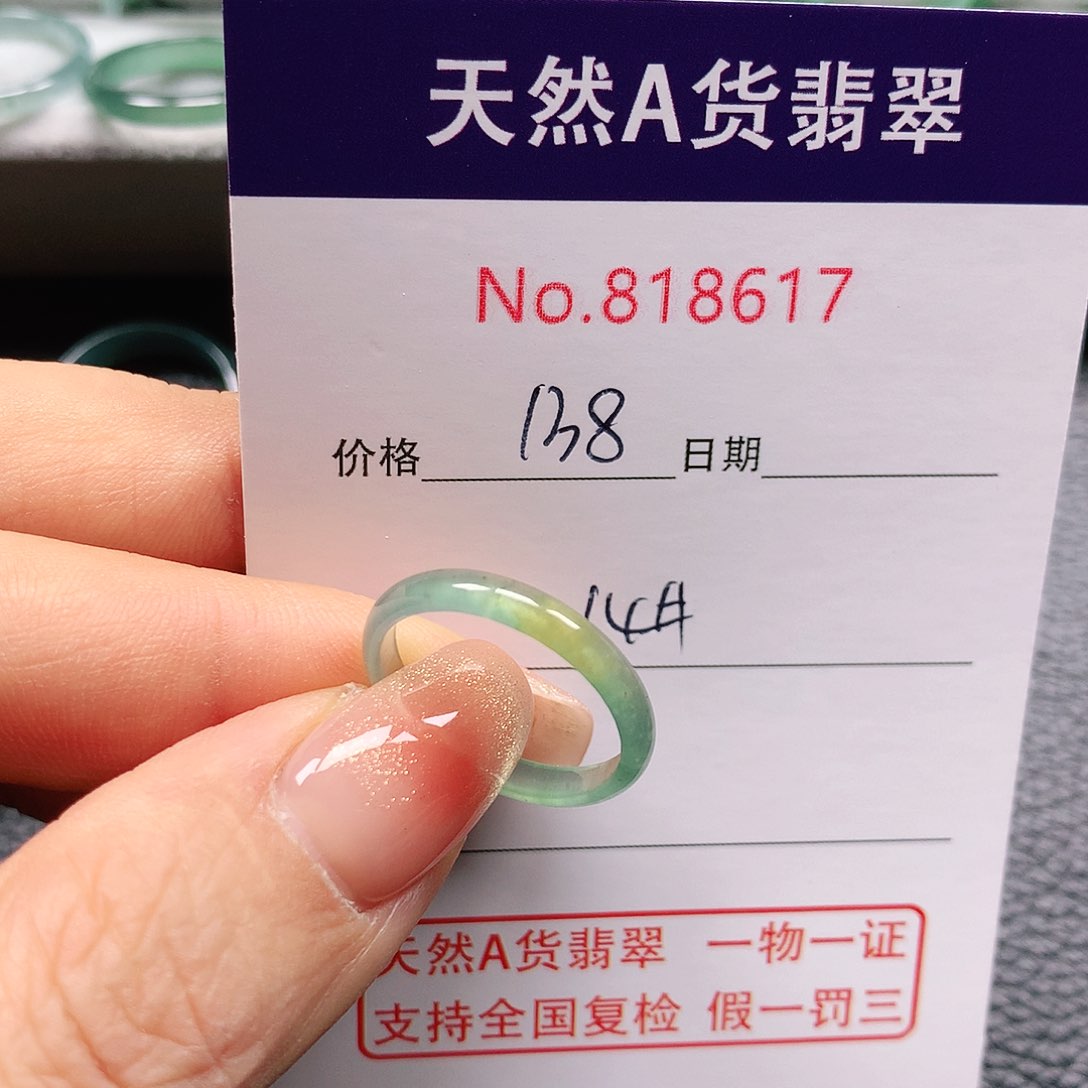 天然A货翡翠
No.818617
价格 138 日期
14#
天然A货翡翠 一物一证
支持全国复检 假一罚三